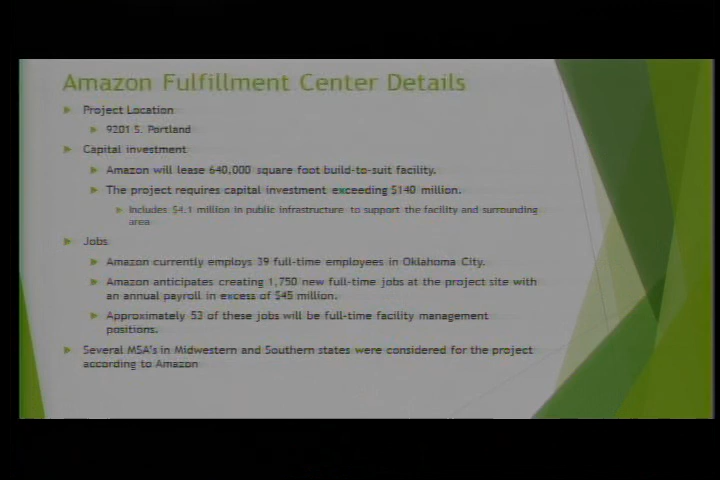 Amazon Fulfillment Center Details
Project Location
9201 S. Portland
Capital investment
Amazon will lease 640,000 square foot build-to-suit facility.
The project requires capital investment exceeding $140 million.
Includes $4.1 million in public infrastructure to support the facility and surrounding
area
Jobs
Amazon currently employs 39 full-time employees in Oklahoma City.
Amazon anticipates creating 1,750 new full-time jobs at the project site with
an annual payroll in excess of $45 million.
Approximately 53 of these jobs will be full-time facility management
positions.
Several MSA's in Midwestern and Southern states were considered for the project
according to Amazon